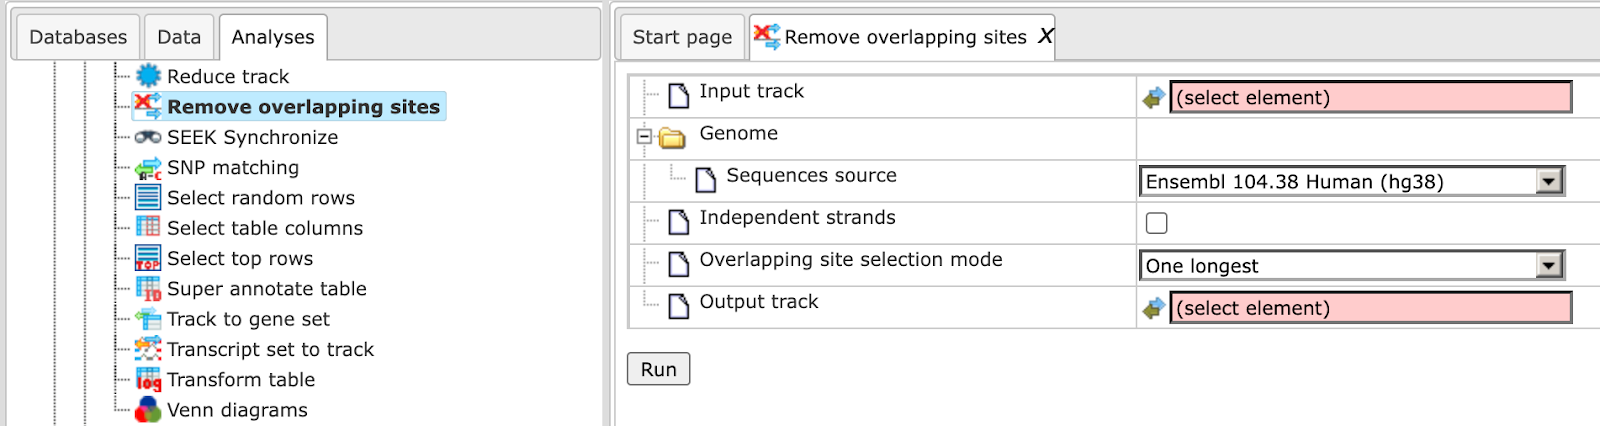 Databases Data Analyses
Reduce track
Remove overlapping sites
SEEK Synchronize
SNP matching
Select random rows
Select table columns
Select top rows
Super annotate table
Track to gene set
Transcript set to track
Transform table
Venn diagrams
Start page Remove overlapping sites X
Input track (select element)
Genome
Sequences source Ensembl 104.38 Human (hg38)
Independent strands
Overlapping site selection mode One longest
Output track (select element)
Run